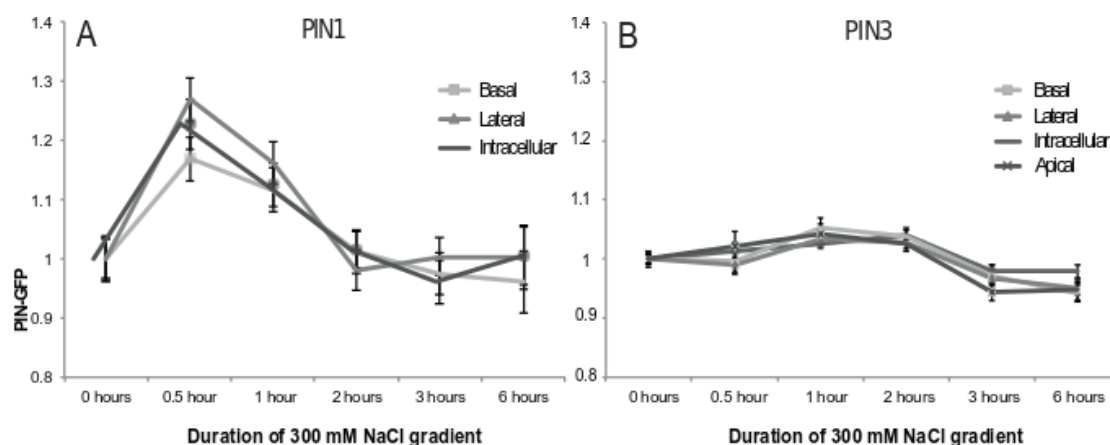 A
PIN1
1.4
1.3
1.2
1.1
1
0.9
0.8
PIN-GFP
Basal
Lateral
Intracellular
0 hours
0.5 hour
1 hour
2 hours
3 hours
6 hours
Duration of 300 mM NaCl gradient
B
PIN3
1.4
1.3
1.2
1.1
1
0.9
0.8
Basal
Lateral
Intracellular
Apical
0 hours
0.5 hour
1 hour
2 hours
3 hours
6 hours
Duration of 300 mM NaCl gradient